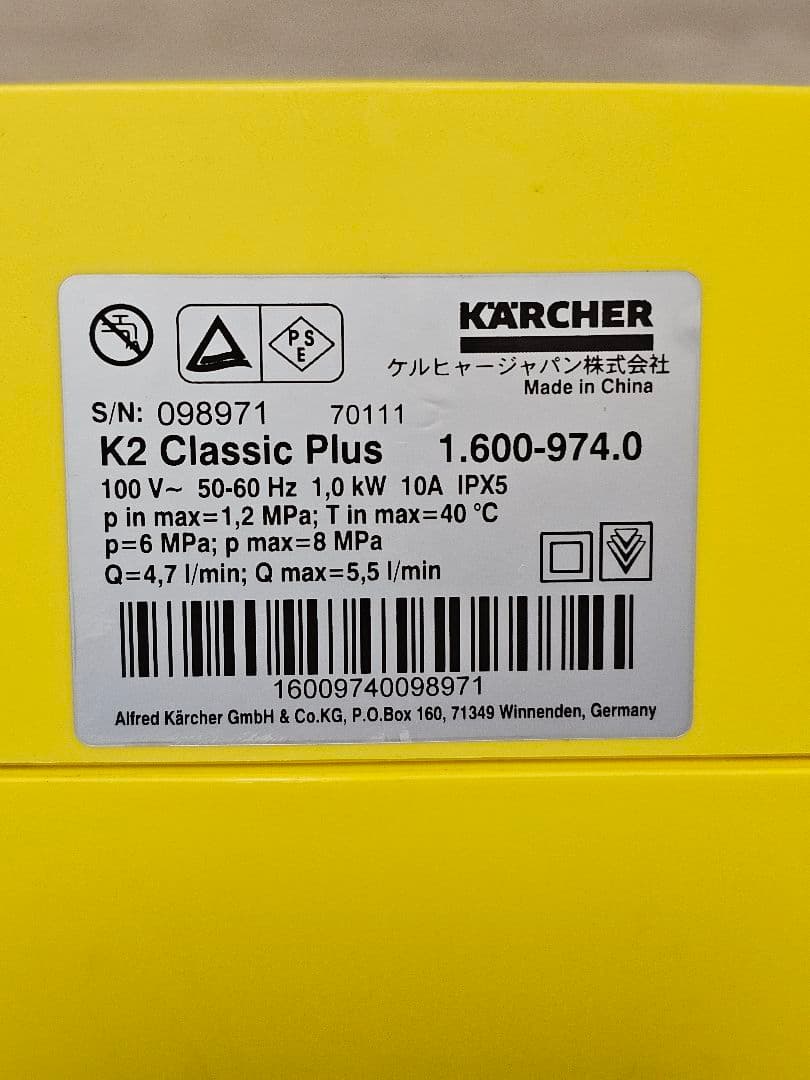 PSE
KÄRCHER
ケルヒャージャパン株式会社
Made in China
S/N: 098971 70111
K2 Classic Plus 1.600-974.0
100 V~ 50-60 Hz 1,0 kW 10A IPX5
p in max=1,2 MPa; T in max=40 °C
p=6 MPa; p max=8 MPa
Q=4,7 l/min; Q max=5,5 l/min
16009740098971
Alfred Kärcher GmbH & Co.KG, P.O.Box 160, 71349 Winnenden, Germany